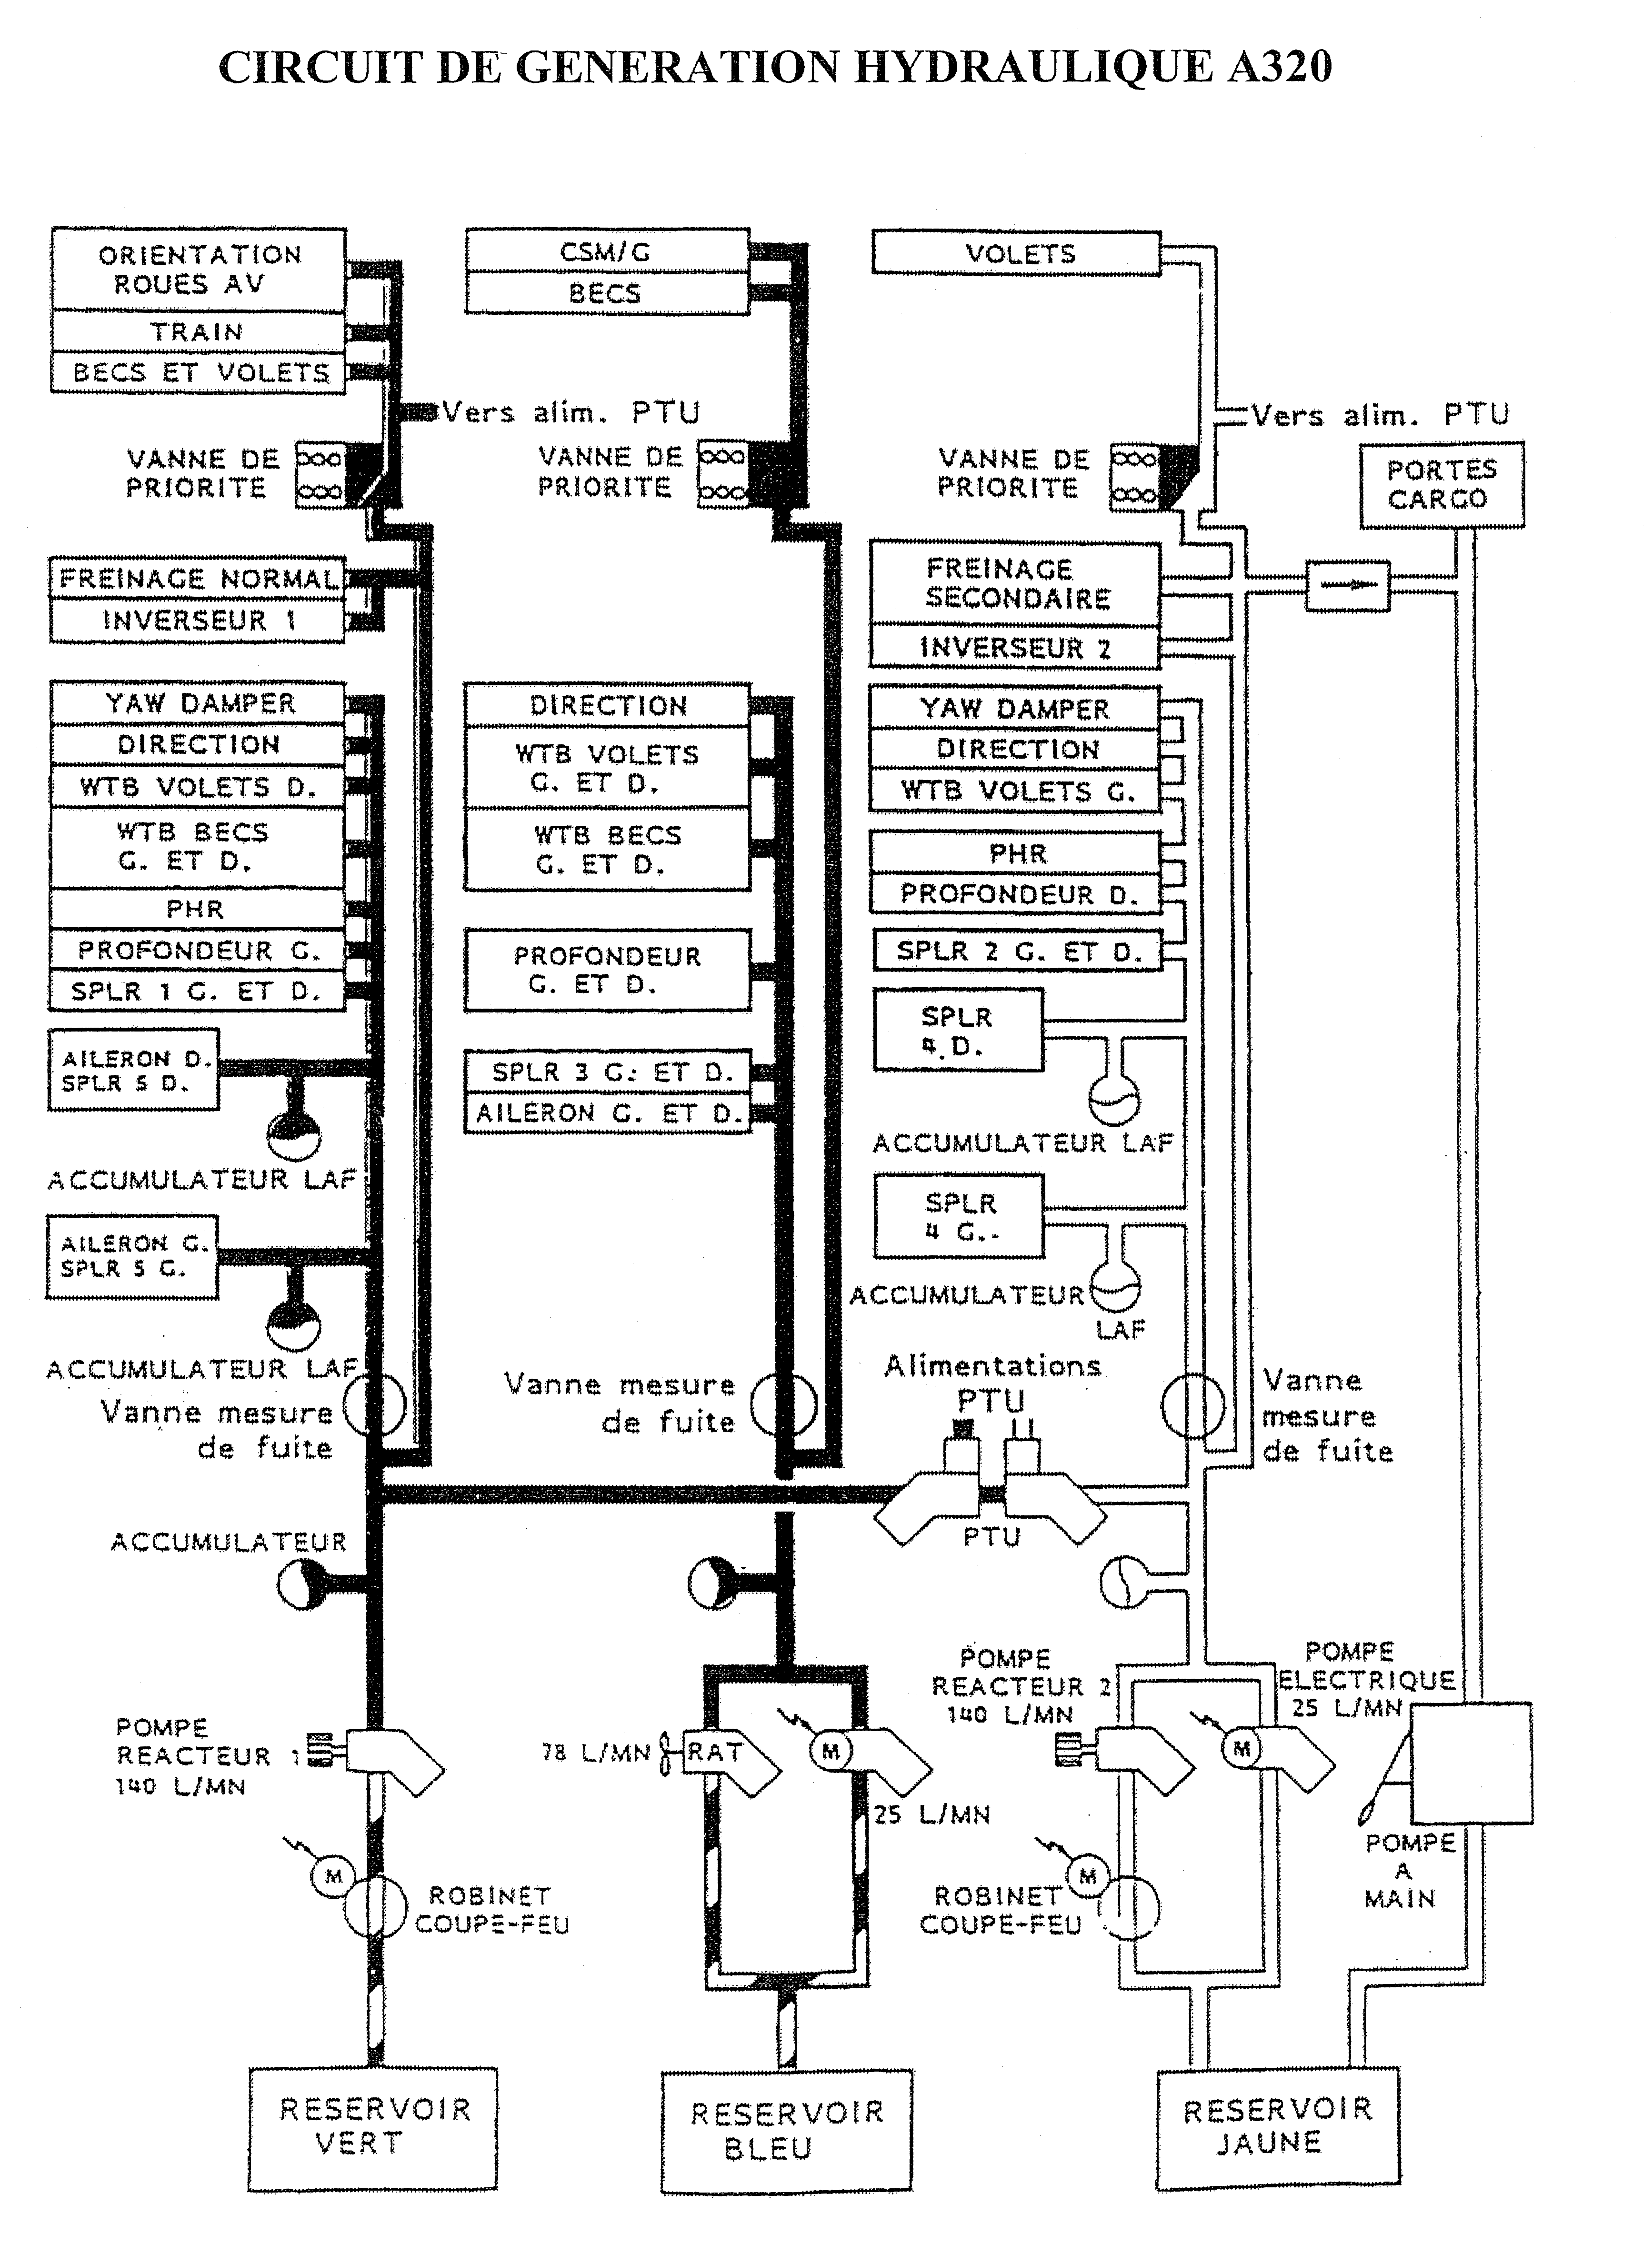 CIRCUIT DE GENERATION HYDRAULIQUE A320
ORIENTATION
ROUES AV
TRAIN
BECS ET VOLETS
Vers alim. PTU
VANNE DE
PRIORITE
FREINAGE NORMAL
INVERSEUR 1
YAW DAMPER
DIRECTION
WTB VOLETS D.
WTB BECS
G. ET D.
PHR
PROFONDEUR G.
SPLR 1 G. ET D.
AILERON D.
SPLR 5 D.
ACCUMULATEUR LAF
AILERON G.
SPLR 5 G.
ACCUMULATEUR LAF
Vanne mesure
de fuite
ACCUMULATEUR
POMPE
REACTEUR 1
140 L/MN
M
ROBINET
COUPE-FEU
RESERVOIR
VERT
CSM/G
BECS
VANNE DE
PRIORITE
DIRECTION
WTB VOLETS
G. ET D.
WTB BECS
G. ET D.
PROFONDEUR
G. ET D.
SPLR 3 G. ET D.
AILERON G. ET D.
Vanne mesure
de fuite
78 L/MN
RAT
M
25 L/MN
RESERVOIR
BLEU
VOLETS
Vers alim. PTU
VANNE DE
PRIORITE
PORTES
CARGO
FREINAGE
SECONDAIRE
INVERSEUR 2
YAW DAMPER
DIRECTION
WTB VOLETS G.
PHR
PROFONDEUR D.
SPLR 2 G. ET D.
SPLR
4.D.
ACCUMULATEUR LAF
SPLR
4 G.-
ACCUMULATEUR
LAF
Alimentations
PTU
Vanne
mesure
de fuite
PTU
POMPE
REACTEUR 2
140 L/MN
POMPE
ELECTRIQUE
25 L/MN
M
M
ROBINET
COUPE-FEU
POMPE
A
MAIN
RESERVOIR
JAUNE